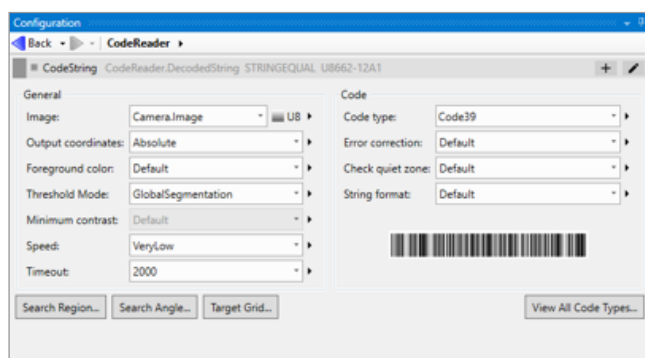 Configuration
Back CodeReader
CodeString CodeReader.DecodedString STRINGEQUAL U8662-12A1
General
Image: Camera.Image U8
Output coordinates: Absolute
Foreground color: Default
Threshold Mode: GlobalSegmentation
Minimum contrast: Default
Speed: VeryLow
Timeout: 2000
Code
Code type: Code39
Error correction: Default
Check quiet zone: Default
String format: Default
Search Region...
Search Angle...
Target Grid...
View All Code Types...